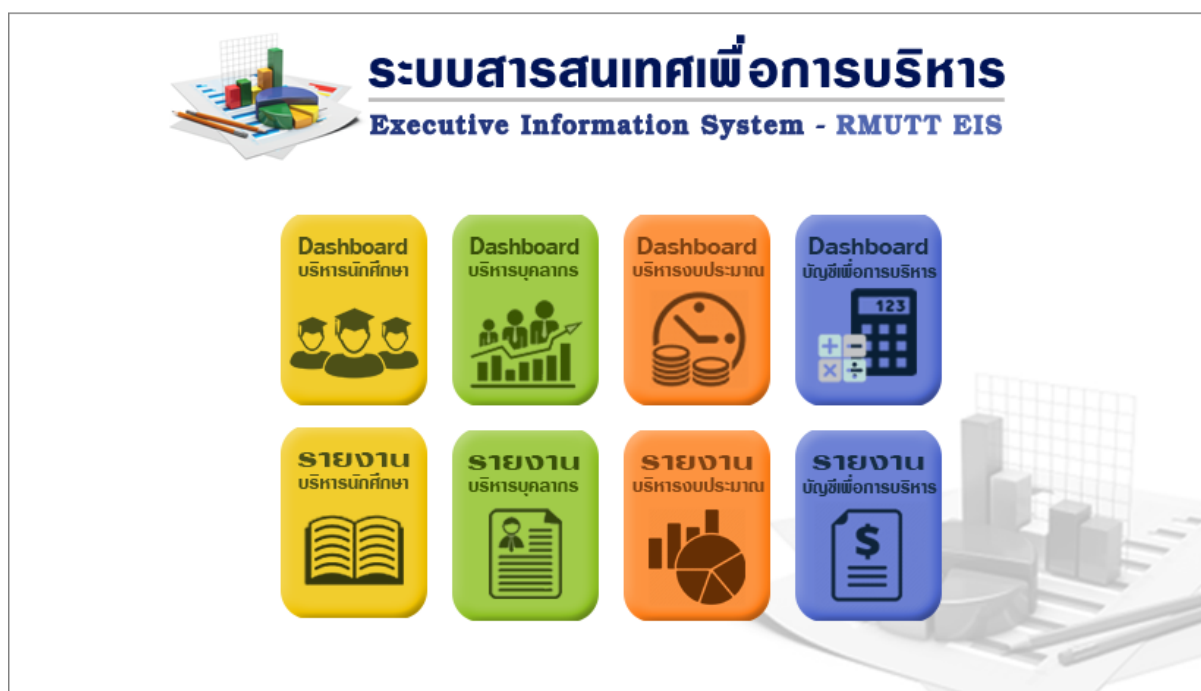 ระบบสารสนเทศเพื่อการบริหาร
Executive Information System - RMUTT EIS
Dashboard
บริหารนักศึกษา
Dashboard
บริหารบุคลากร
Dashboard
บริหารงบประมาณ
Dashboard
บัญชีเพื่อการบริหาร
123
รายงาน
บริหารนักศึกษา
รายงาน
บริหารบุคลากร
รายงาน
บริหารงบประมาณ
รายงาน
บัญชีเพื่อการบริหาร
$